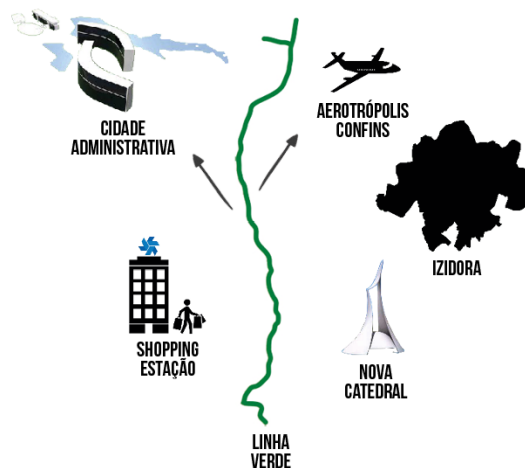 CIDADE
ADMINISTRATIVA
AEROTRÓPOLIS
CONFINS
IZIDORA
SHOPPING
ESTAÇÃO
NOVA
CATEDRAL
LINHA
VERDE